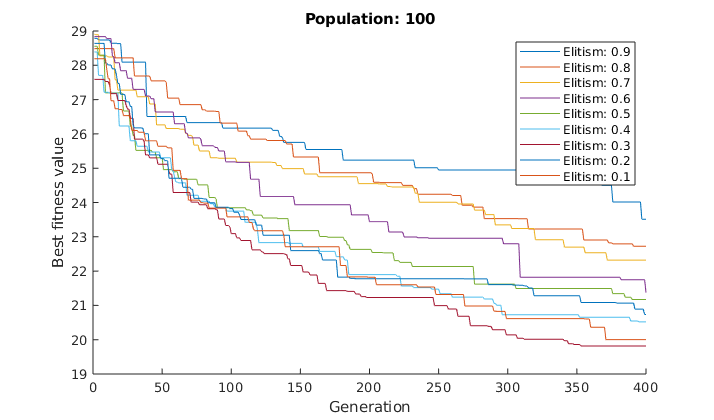 Population: 100
Best fitness value
29
28
27
26
25
24
23
22
21
20
19
0
50
100
150
200
250
300
350
400
Generation
Elitism: 0.9
Elitism: 0.8
Elitism: 0.7
Elitism: 0.6
Elitism: 0.5
Elitism: 0.4
Elitism: 0.3
Elitism: 0.2
Elitism: 0.1